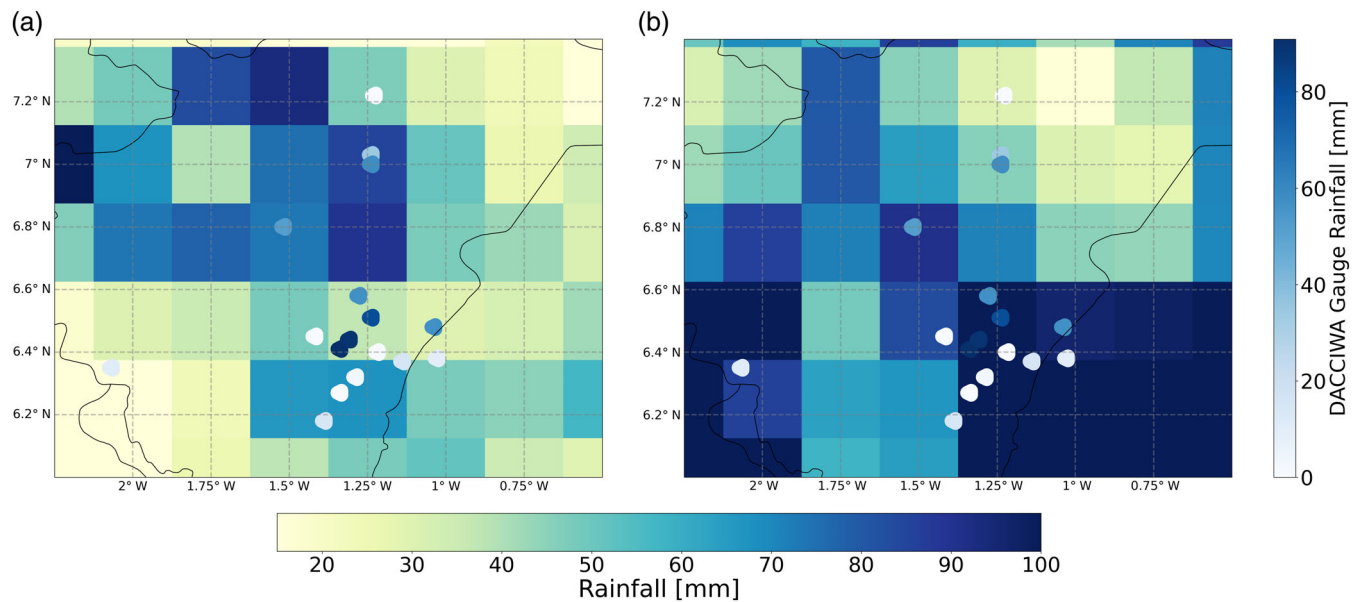 (a)
(b)
7.2° N
7° N
6.8° N
6.6° N
6.4° N
6.2° N
2° W
1.75° W
1.5° W
1.25° W
1° W
0.75° W
7.2° N
7° N
6.8° N
6.6° N
6.4° N
6.2° N
2° W
1.75° W
1.5° W
1.25° W
1° W
0.75° W
80
60
40
20
0
DACCIWA Gauge Rainfall [mm]
20 30 40 50 60 70 80 90 100
Rainfall [mm]